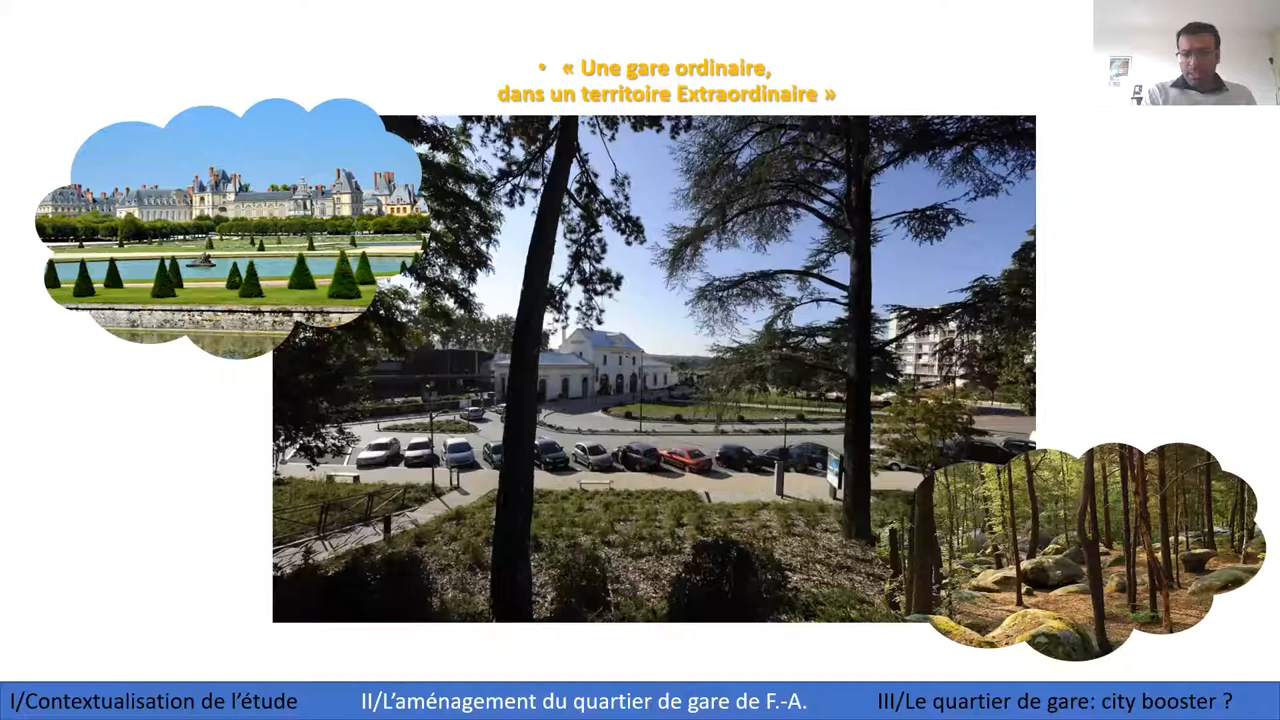 • « Une gare ordinaire,
dans un territoire Extraordinaire »
I/Contextualisation de l’étude
II/L’aménagement du quartier de gare de F.-A.
III/Le quartier de gare: city booster ?